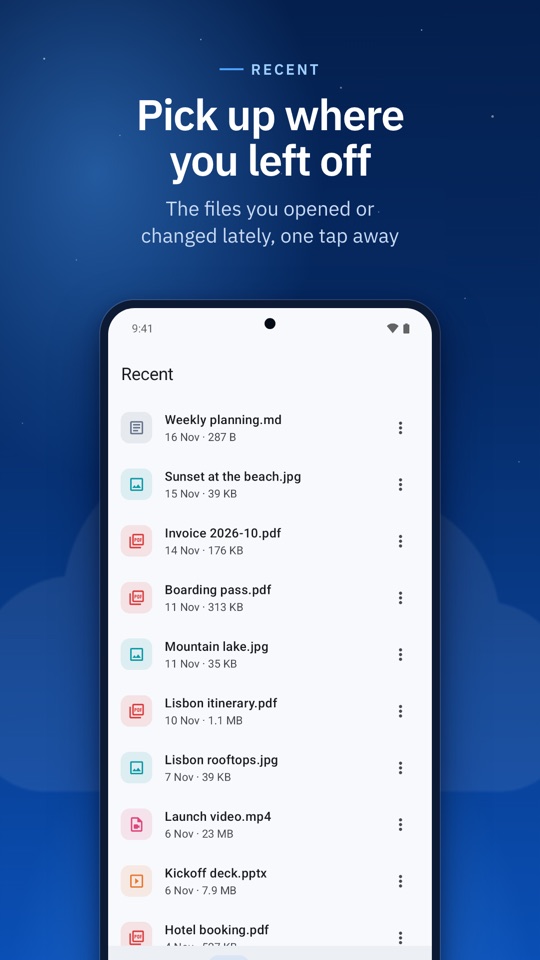 RECENT
Pick up where
you left off
The files you opened or
changed lately, one tap away
9:41
Recent
Weekly planning.md
16 Nov · 287 B
Sunset at the beach.jpg
15 Nov · 39 KB
Invoice 2026-10.pdf
14 Nov · 176 KB
Boarding pass.pdf
11 Nov · 313 KB
Mountain lake.jpg
11 Nov · 35 KB
Lisbon itinerary.pdf
10 Nov · 1.1 MB
Lisbon rooftops.jpg
7 Nov · 39 KB
Launch video.mp4
6 Nov · 23 MB
Kickoff deck.pptx
6 Nov · 7.9 MB
Hotel booking.pdf